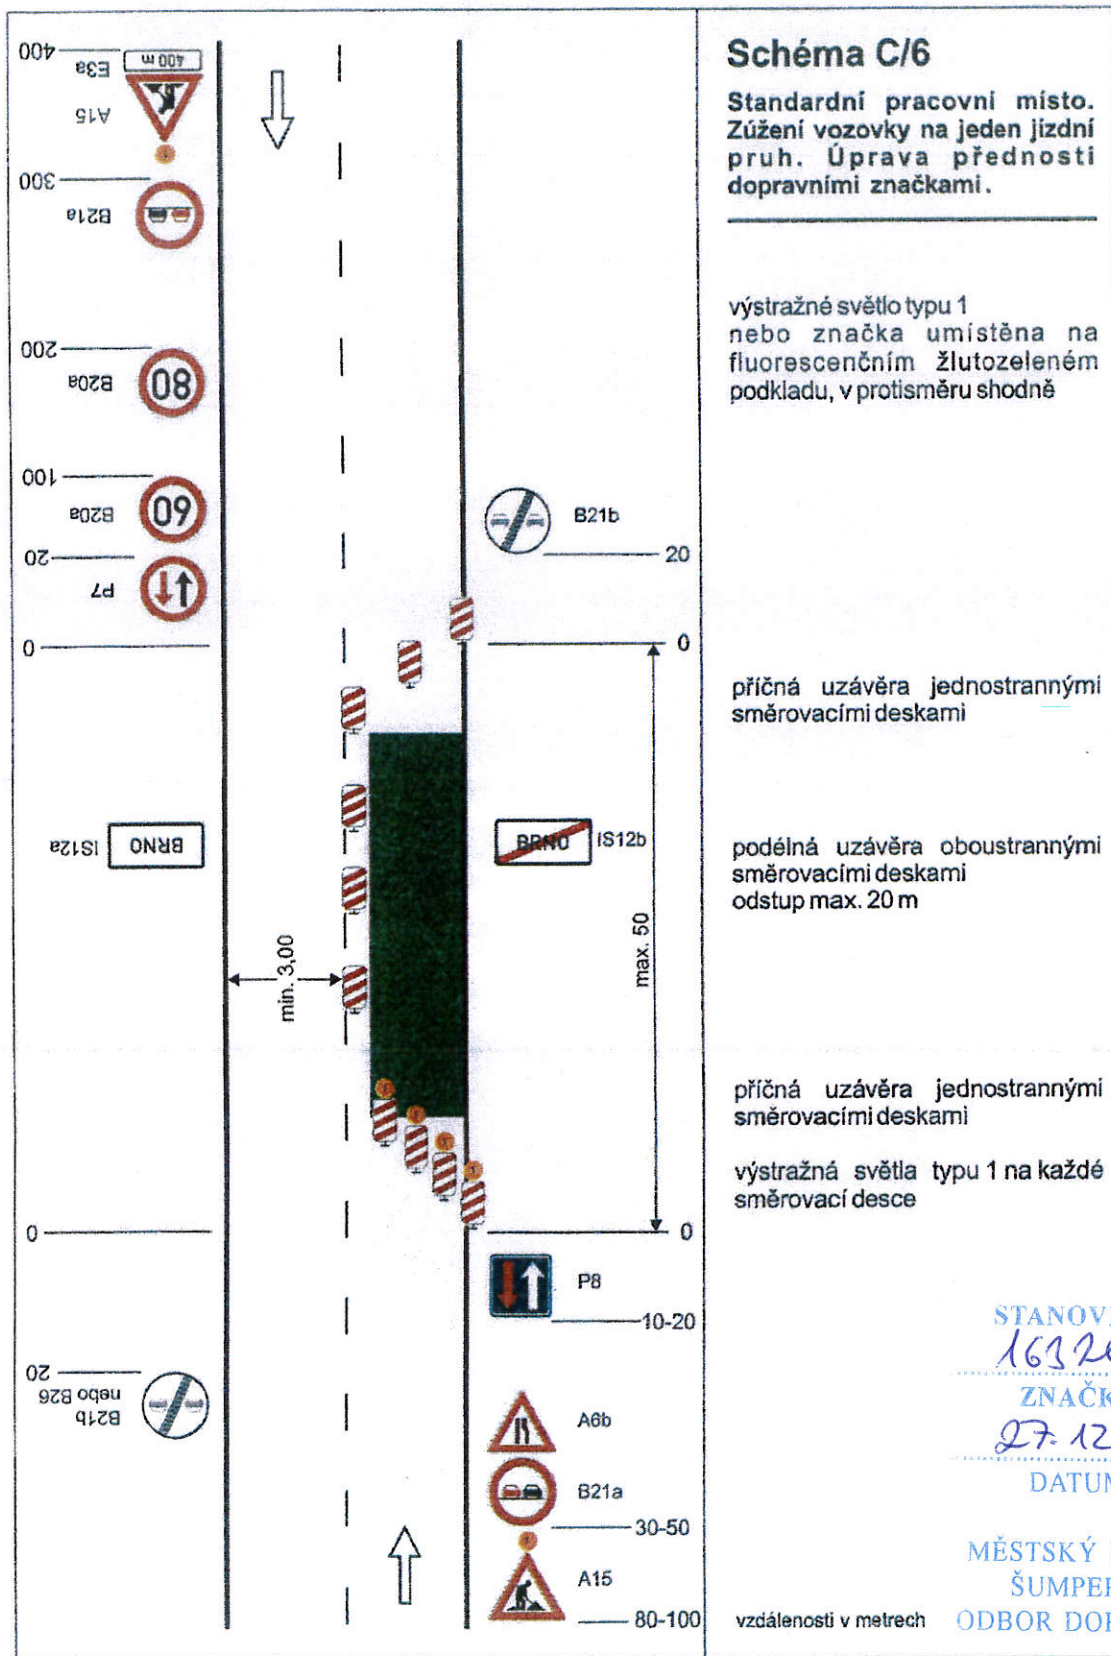 Schéma C/6
Standardní pracovní místo.
Zúžení vozovky na jeden jízdní
pruh. Úprava přednosti
dopravními značkami.
výstražné světlo typu 1
nebo značka umístěna na
fluorescenčním žlutozeleném
podkladu, v protisměru shodně
příčná uzávěra jednostrannými
směrovacími deskami
podélná uzávěra oboustrannými
směrovacími deskami
odstup max. 20 m
příčná uzávěra jednostrannými
směrovacími deskami
výstražná světla typu 1 na každé
směrovací desce
vzdálenosti v metrech
400
E3a
400 m
A15
300
B21a
200
B20a
80
100
B20a
60
20
P7
0
IS12a
BRNO
min. 3,00
0
20
B21b
nebo B26
B21b
20
0
BRNO
IS12b
max. 50
0
P8
10-20
A6b
B21a
30-50
A15
80-100
ZNAČK
27.12
DATUM
MĚSTSKÝ
ŠUMPER
ODBOR DOP